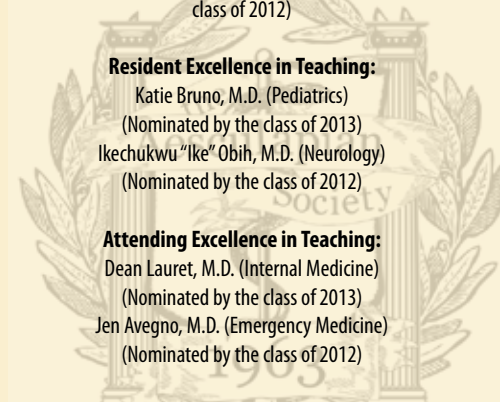 class of 2012)
Resident Excellence in Teaching:
Katie Bruno, M.D. (Pediatrics)
(Nominated by the class of 2013)
Ikechukwu “Ike” Obih, M.D. (Neurology)
(Nominated by the class of 2012)
Society
Attending Excellence in Teaching:
Dean Lauret, M.D. (Internal Medicine)
(Nominated by the class of 2013)
Jen Avegno, M.D. (Emergency Medicine)
(Nominated by the class of 2012)
1963